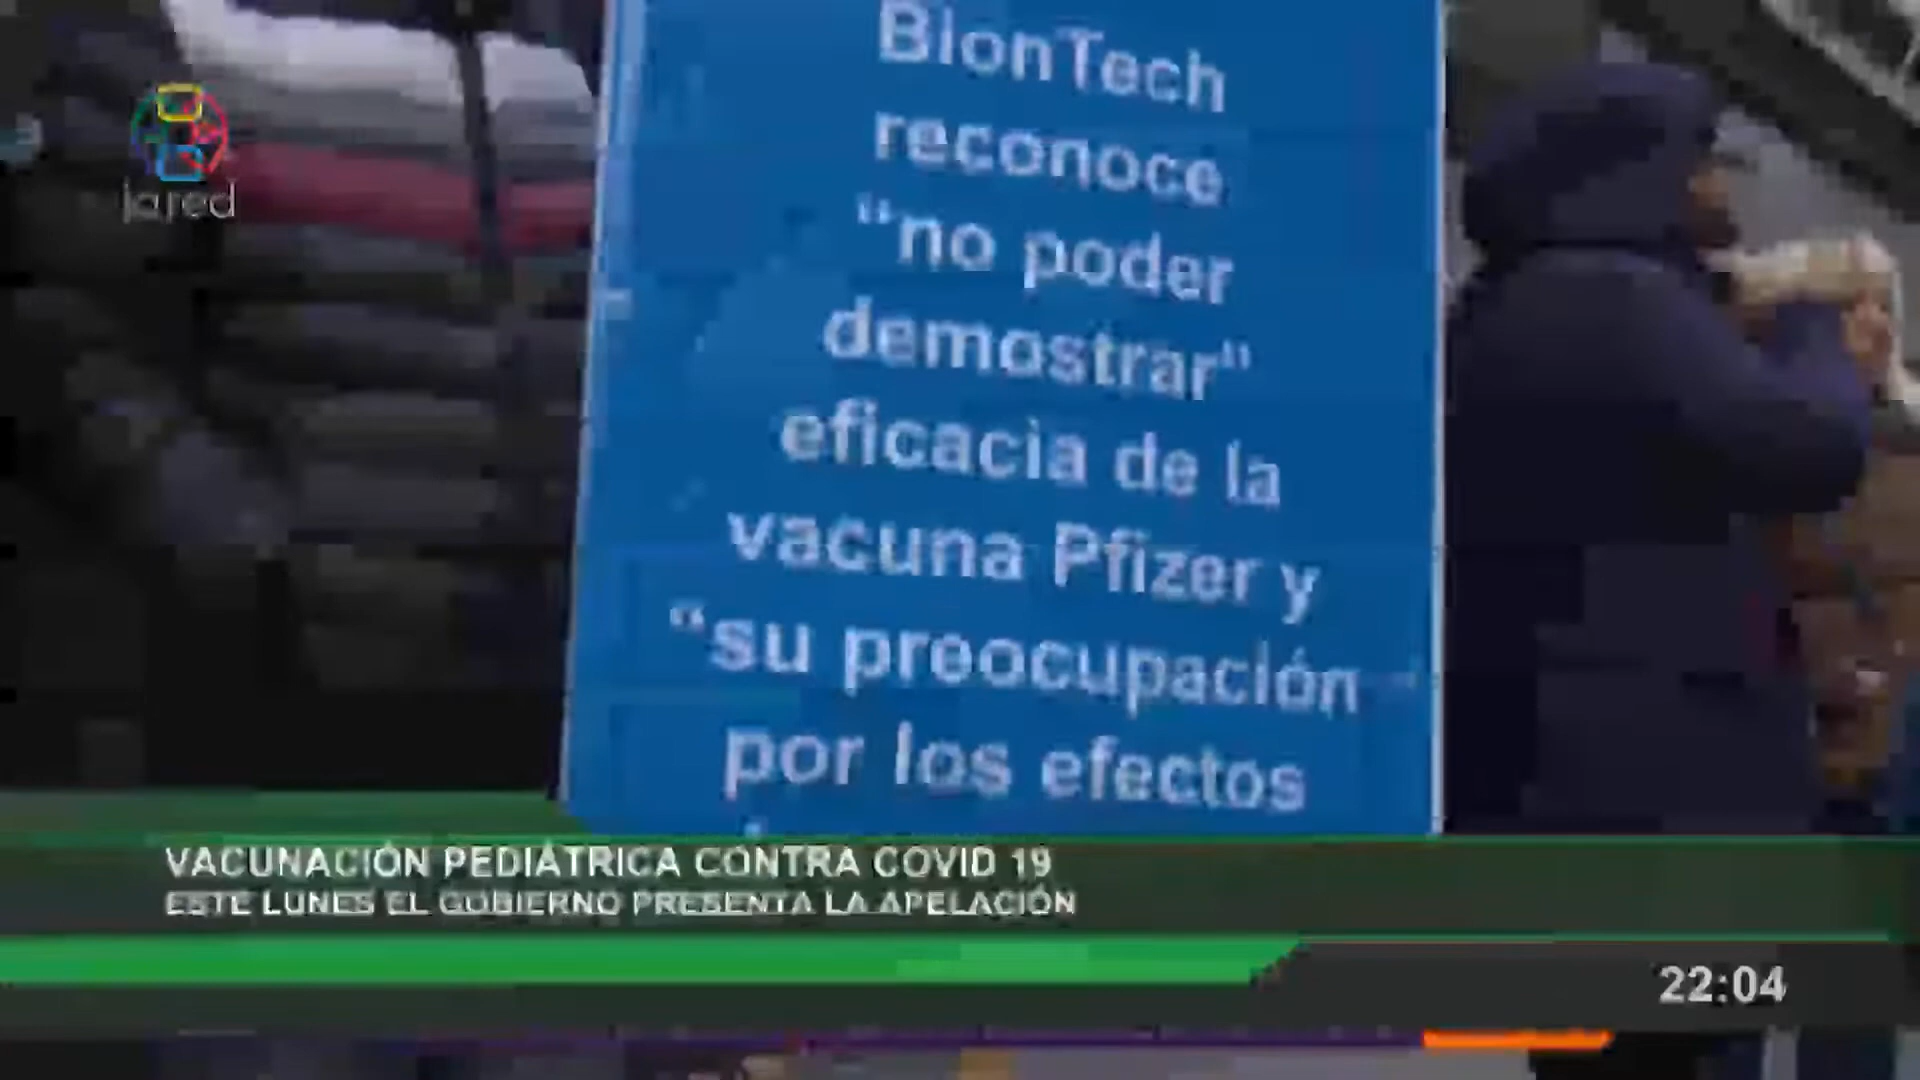 la red
BionTech
reconoce
“no poder
demostrar"
eficacia de la
vacuna Pfizer y
“su preocupación
por los efectos
VACUNACIÓN PEDIÁTRICA CONTRA COVID 19
ESTE LUNES EL GOBIERNO PRESENTA LA APELACIÓN
22:04